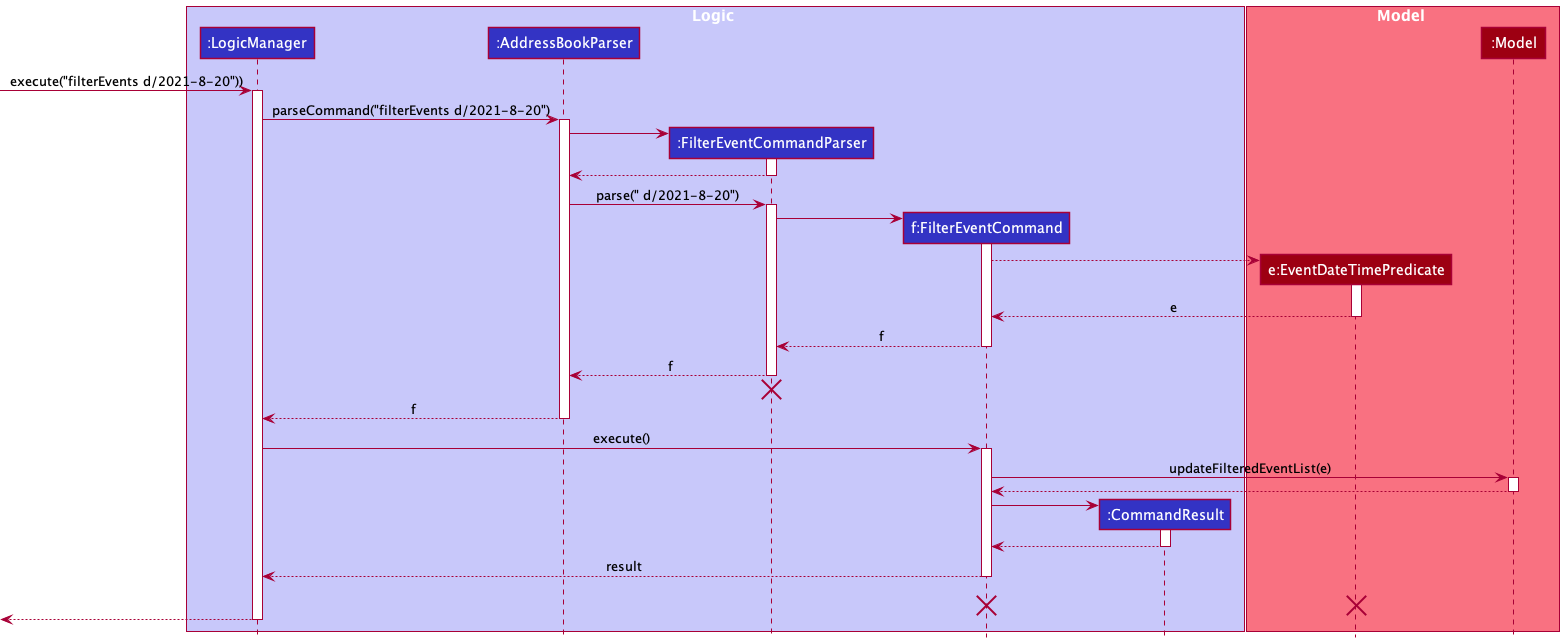 Logic
Model
:LogicManager
:AddressBookParser
:Model
execute("filterEvents d/2021-8-20"))
parseCommand("filterEvents d/2021-8-20")
:FilterEventCommandParser
parse(" d/2021-8-20")
f:FilterEventCommand
e:EventDateTimePredicate
e
f
f
f
execute()
updateFilteredEventList(e)
:CommandResult
result